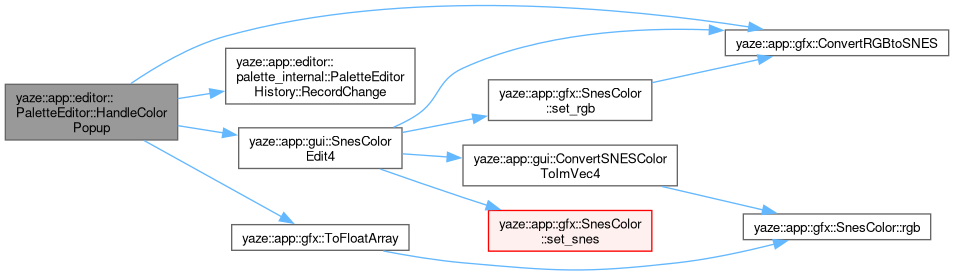 yaze::app::editor::
PaletteEditor::HandleColor
Popup
yaze::app::gfx::ConvertRGBtoSNES
yaze::app::editor::
palette_internal::PaletteEditor
History::RecordChange
yaze::app::gui::SnesColor
Edit4
yaze::app::gfx::SnesColor
::set_rgb
yaze::app::gui::ConvertSNESColor
ToImVec4
yaze::app::gfx::SnesColor
::set_snes
yaze::app::gfx::ToFloatArray
yaze::app::gfx::SnesColor::rgb